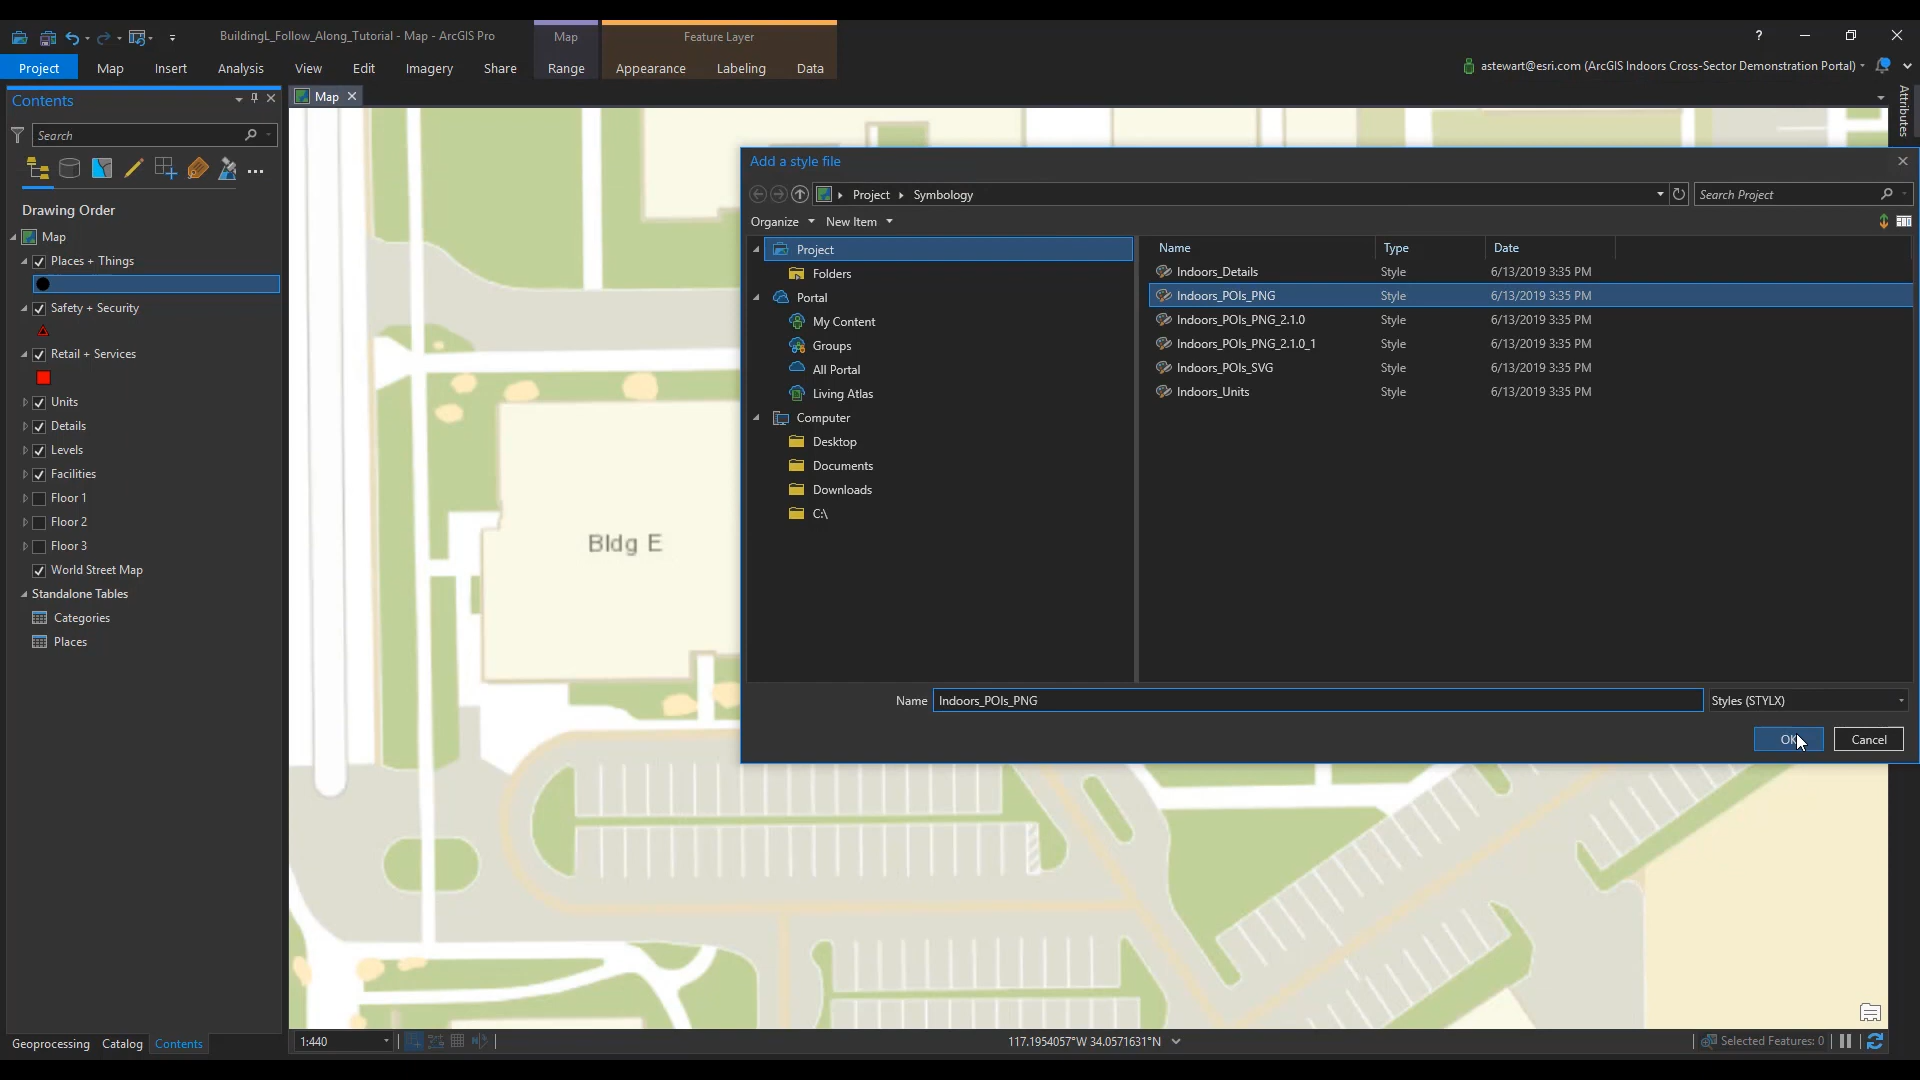 BuildingL_Follow_Along_Tutorial - Map - ArcGIS Pro
Map
Feature Layer
?
Project
Map
Insert
Analysis
View
Edit
Imagery
Share
Range
Appearance
Labeling
Data
astewart@esri.com (ArcGIS Indoors Cross-Sector Demonstration Portal)
Contents
Map
Attributes
Search
Drawing Order
Map
Places + Things
Safety + Security
Retail + Services
Units
Details
Levels
Facilities
Floor 1
Floor 2
Floor 3
World Street Map
Standalone Tables
Categories
Places
Bldg E
Add a style file
Project
Symbology
Search Project
Organize
New Item
Project
Folders
Portal
My Content
Groups
All Portal
Living Atlas
Computer
Desktop
Documents
Downloads
C:\
Name Type Date
Indoors_Details Style 6/13/2019 3:35 PM
Indoors_POIs_PNG Style 6/13/2019 3:35 PM
Indoors_POIs_PNG_2.1.0 Style 6/13/2019 3:35 PM
Indoors_POIs_PNG_2.1.0_1 Style 6/13/2019 3:35 PM
Indoors_POIs_SVG Style 6/13/2019 3:35 PM
Indoors_Units Style 6/13/2019 3:35 PM
Name Indoors_POIs_PNG Styles (STYLX)
OK Cancel
Geoprocessing Catalog Contents
1:440
117.1954057°W 34.0571631°N
Selected Features: 0